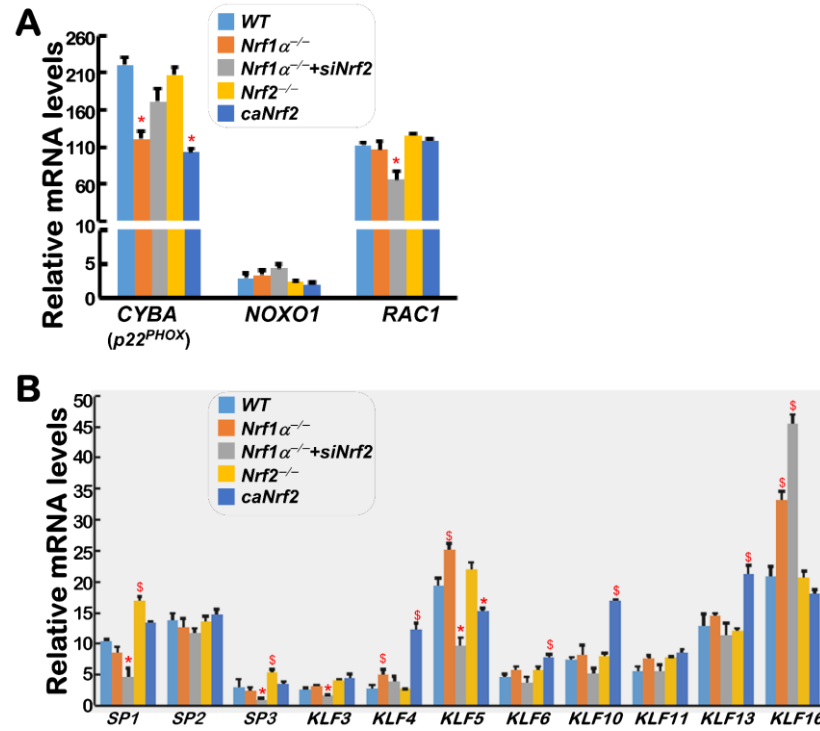 A
Relative mRNA levels
260
210
160
110
60
10
5
0
WT
Nrf1α−/−
Nrf1α−/−+siNrf2
Nrf2−/−
caNrf2
*
*
*
CYBA NOXO1 RAC1
(p22PHOX)
B
Relative mRNA levels
50
45
40
35
30
25
20
15
10
5
0
WT
Nrf1α−/−
Nrf1α−/−+siNrf2
Nrf2−/−
caNrf2
* $ * $ * $ $ $ * * $ $ $ $ $
SP1 SP2 SP3 KLF3 KLF4 KLF5 KLF6 KLF10 KLF11 KLF13 KLF16